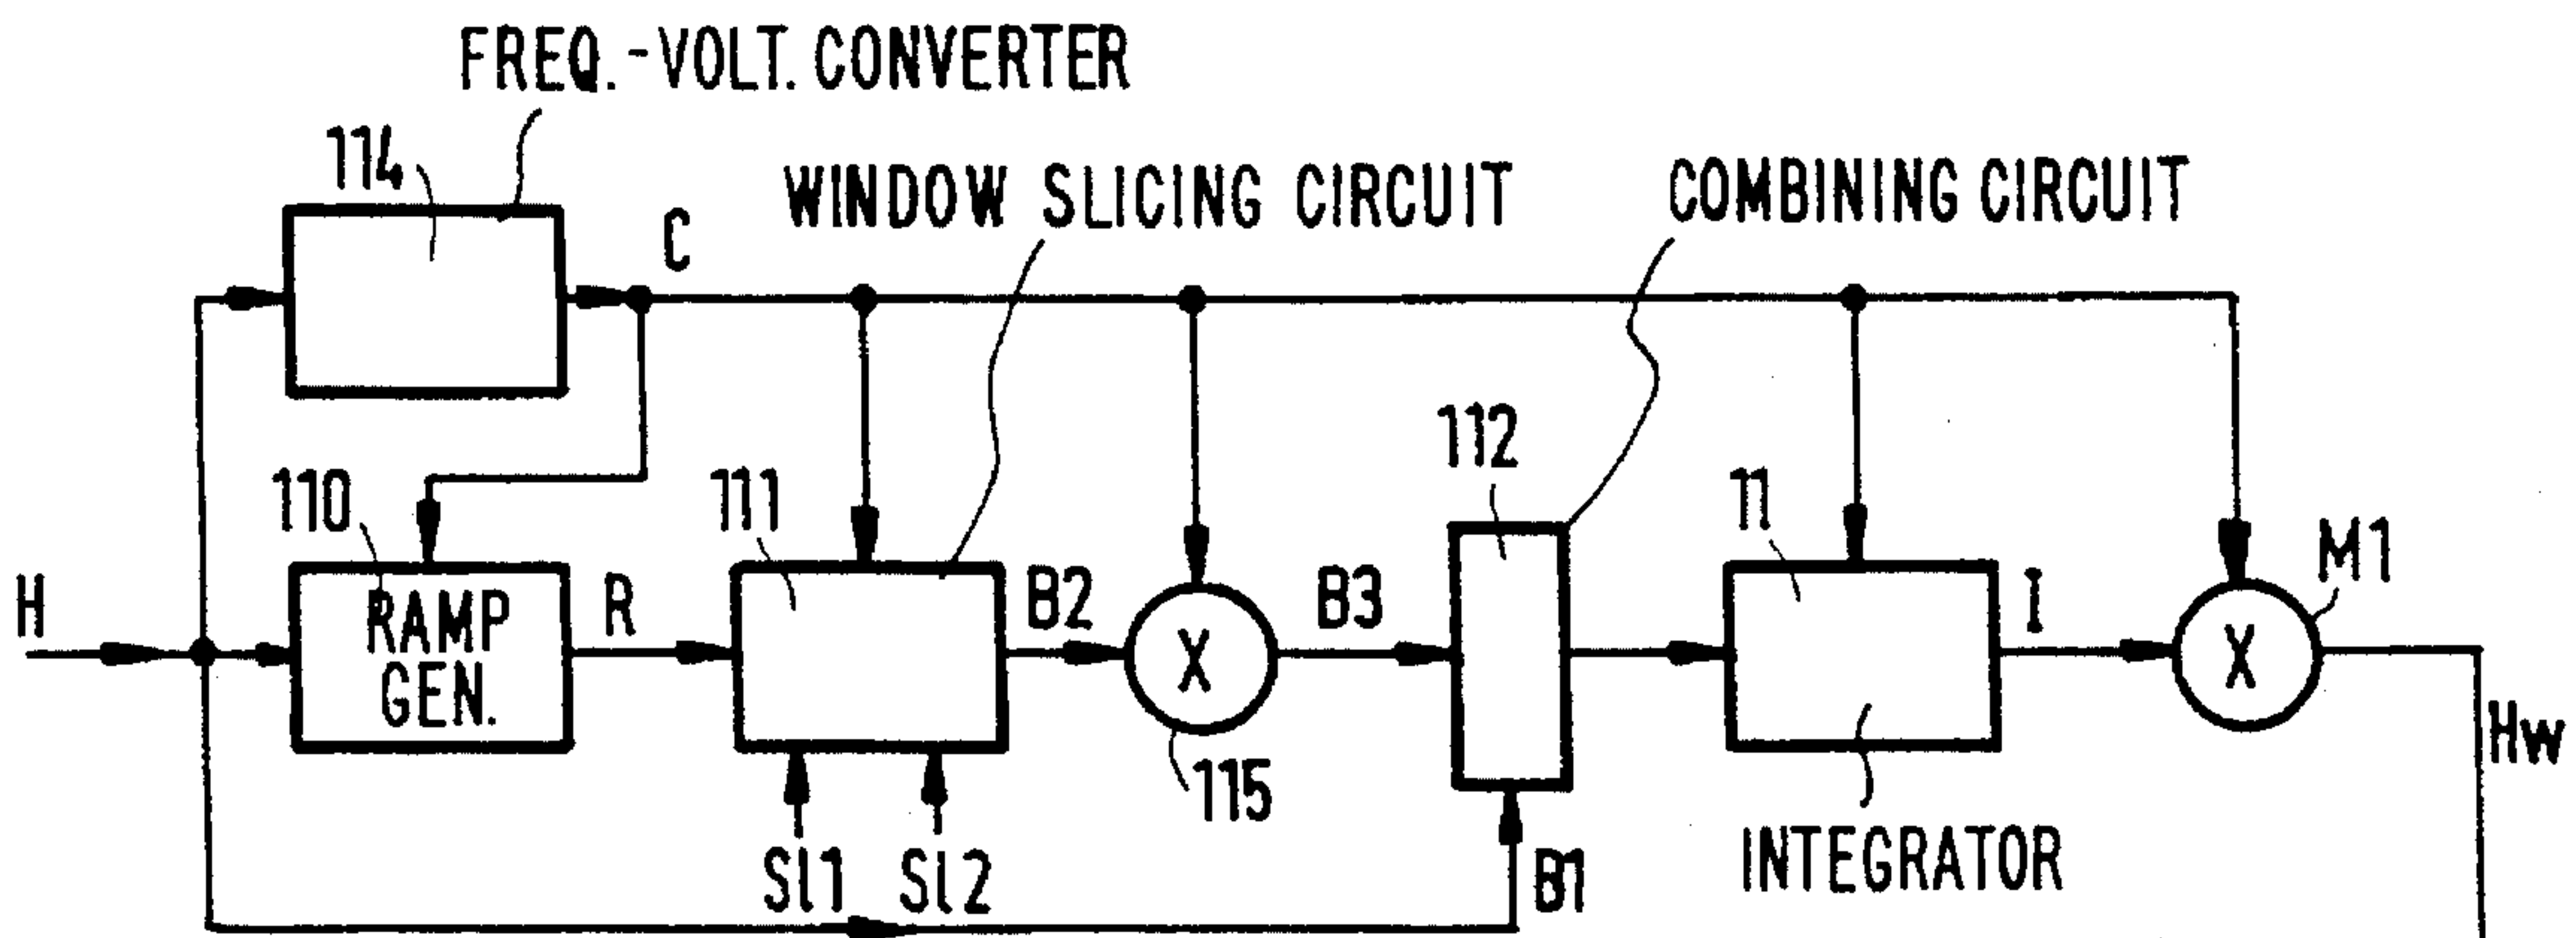 FREQ.-VOLT. CONVERTER
114
C
WINDOW SLICING CIRCUIT
COMBINING CIRCUIT
H
110
RAMP
GEN.
R
111
B2
X
115
B3
112
11
I
M1
X
Hw
Sl1
Sl2
B1
INTEGRATOR